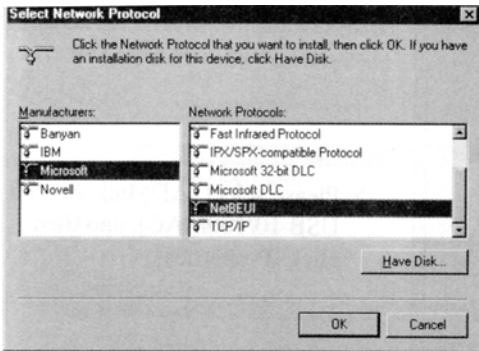 Select Network Protocol
Click the Network Protocol that you want to install, then click OK. If you have
an installation disk for this device, click Have Disk.
Manufacturers:
Banyan
IBM
Microsoft
Novell
Network Protocols:
Fast Infrared Protocol
IPX/SPX-compatible Protocol
Microsoft 32-bit DLC
Microsoft DLC
NetBEUI
TCP/IP
Have Disk...
OK
Cancel